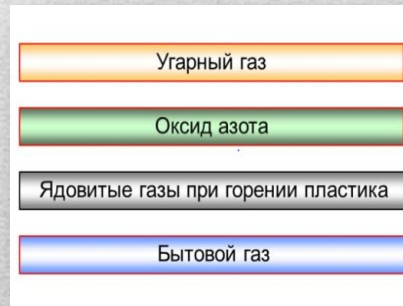 Угарный газ
Оксид азота
Ядовитые газы при горении пластика
Бытовой газ